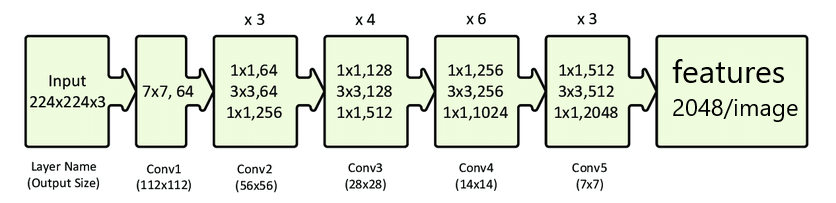 x 3
x 4
x 6
x 3
Input
224x224x3
7x7, 64
1x1,64
3x3,64
1x1,256
1x1,128
3x3,128
1x1,512
1x1,256
3x3,256
1x1,1024
1x1,512
3x3,512
1x1,2048
features
2048/image
Layer Name
(Output Size)
Conv1
(112x112)
Conv2
(56x56)
Conv3
(28x28)
Conv4
(14x14)
Conv5
(7x7)